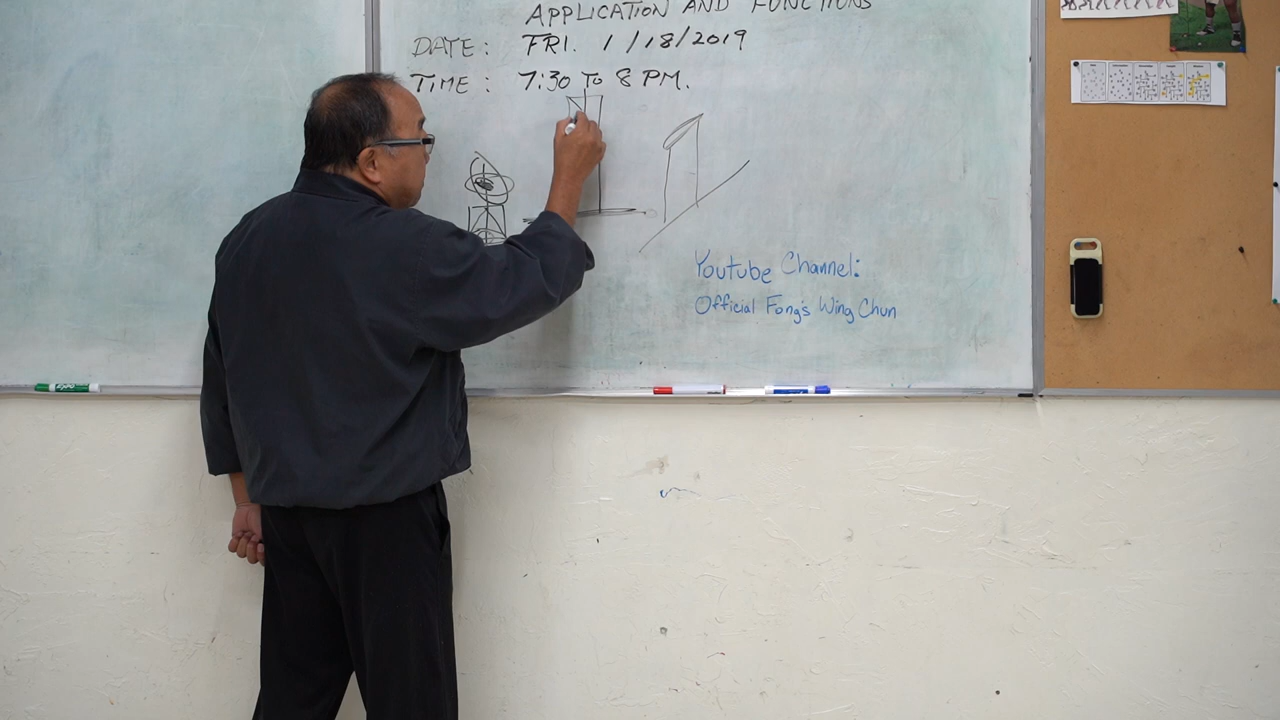 APPLICATION AND FUNCTIONS
DATE: FRI. 1/18/2019
TIME: 7:30 TO 8 PM.
Youtube Channel:
Official Fong's Wing Chun